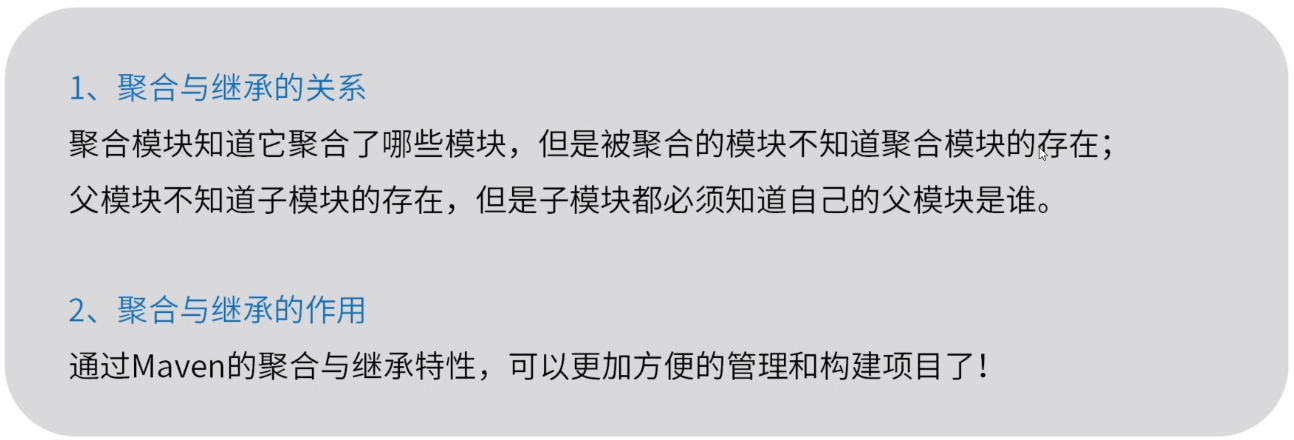 1、聚合与继承的关系
聚合模块知道它聚合了哪些模块，但是被聚合的模块不知道聚合模块的存在；
父模块不知道子模块的存在，但是子模块都必须知道自己的父模块是谁。
2、聚合与继承的作用
通过Maven的聚合与继承特性，可以更加方便的管理和构建项目了！